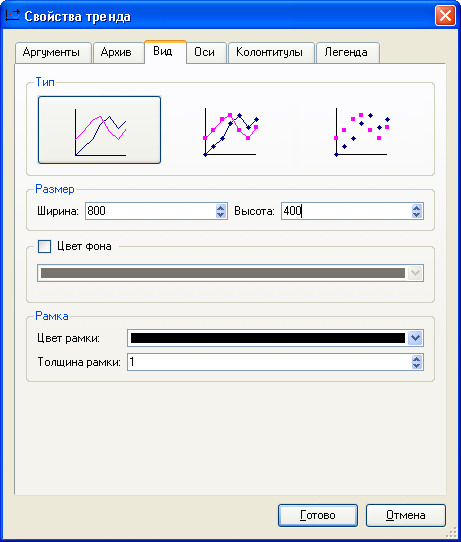 Свойства тренда
Аргументы Архив Вид Оси Колонтитулы Легенда
Тип
Размер
Ширина: 800 Высота: 400
Цвет фона
Рамка
Цвет рамки:
Толщина рамки: 1
Готово Отмена